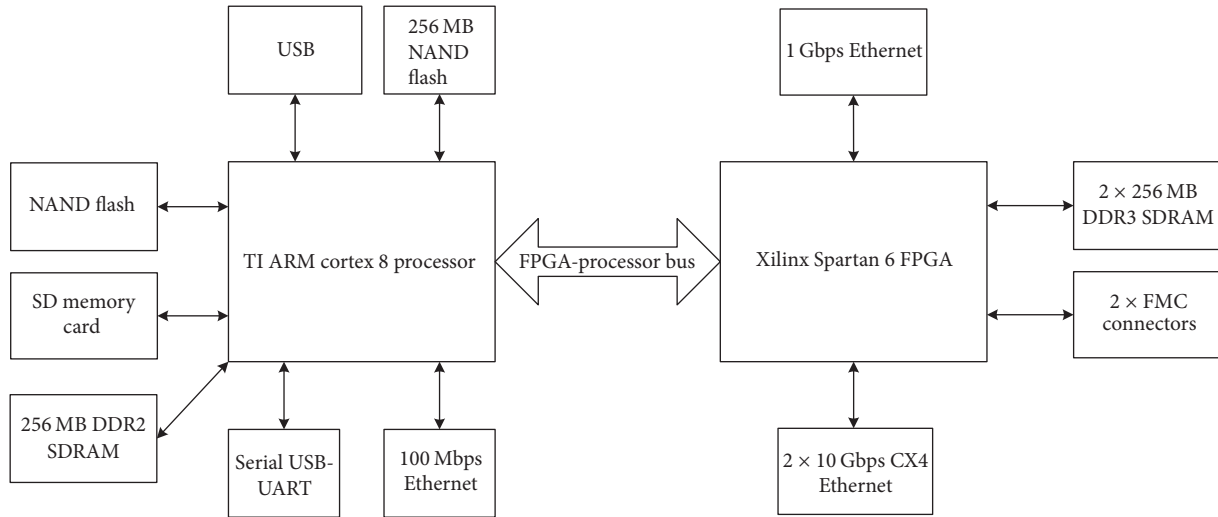 USB
256 MB
NAND
flash
1 Gbps Ethernet
NAND flash
2 × 256 MB
DDR3 SDRAM
TI ARM cortex 8 processor
FPGA-processor bus
Xilinx Spartan 6 FPGA
SD memory
card
2 × FMC
connectors
256 MB DDR2
SDRAM
Serial USB-
UART
100 Mbps
Ethernet
2 × 10 Gbps CX4
Ethernet